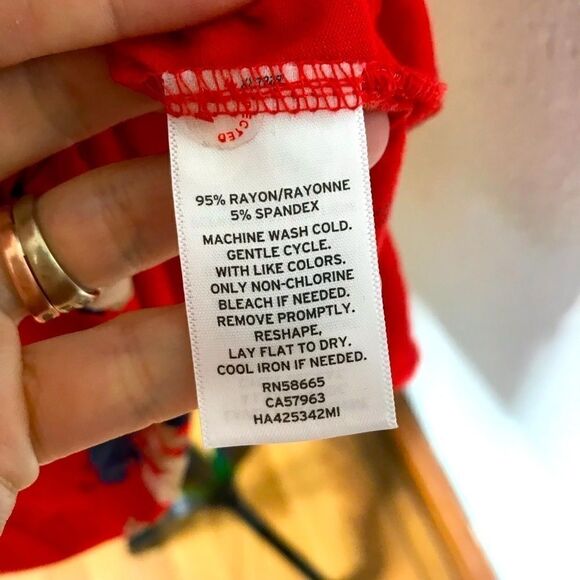 95% RAYON/RAYONNE
5% SPANDEX
MACHINE WASH COLD.
GENTLE CYCLE.
WITH LIKE COLORS.
ONLY NON-CHLORINE
BLEACH IF NEEDED.
REMOVE PROMPTLY.
RESHAPE,
LAY FLAT TO DRY.
COOL IRON IF NEEDED.
RN58665
CA57963
HA425342MI